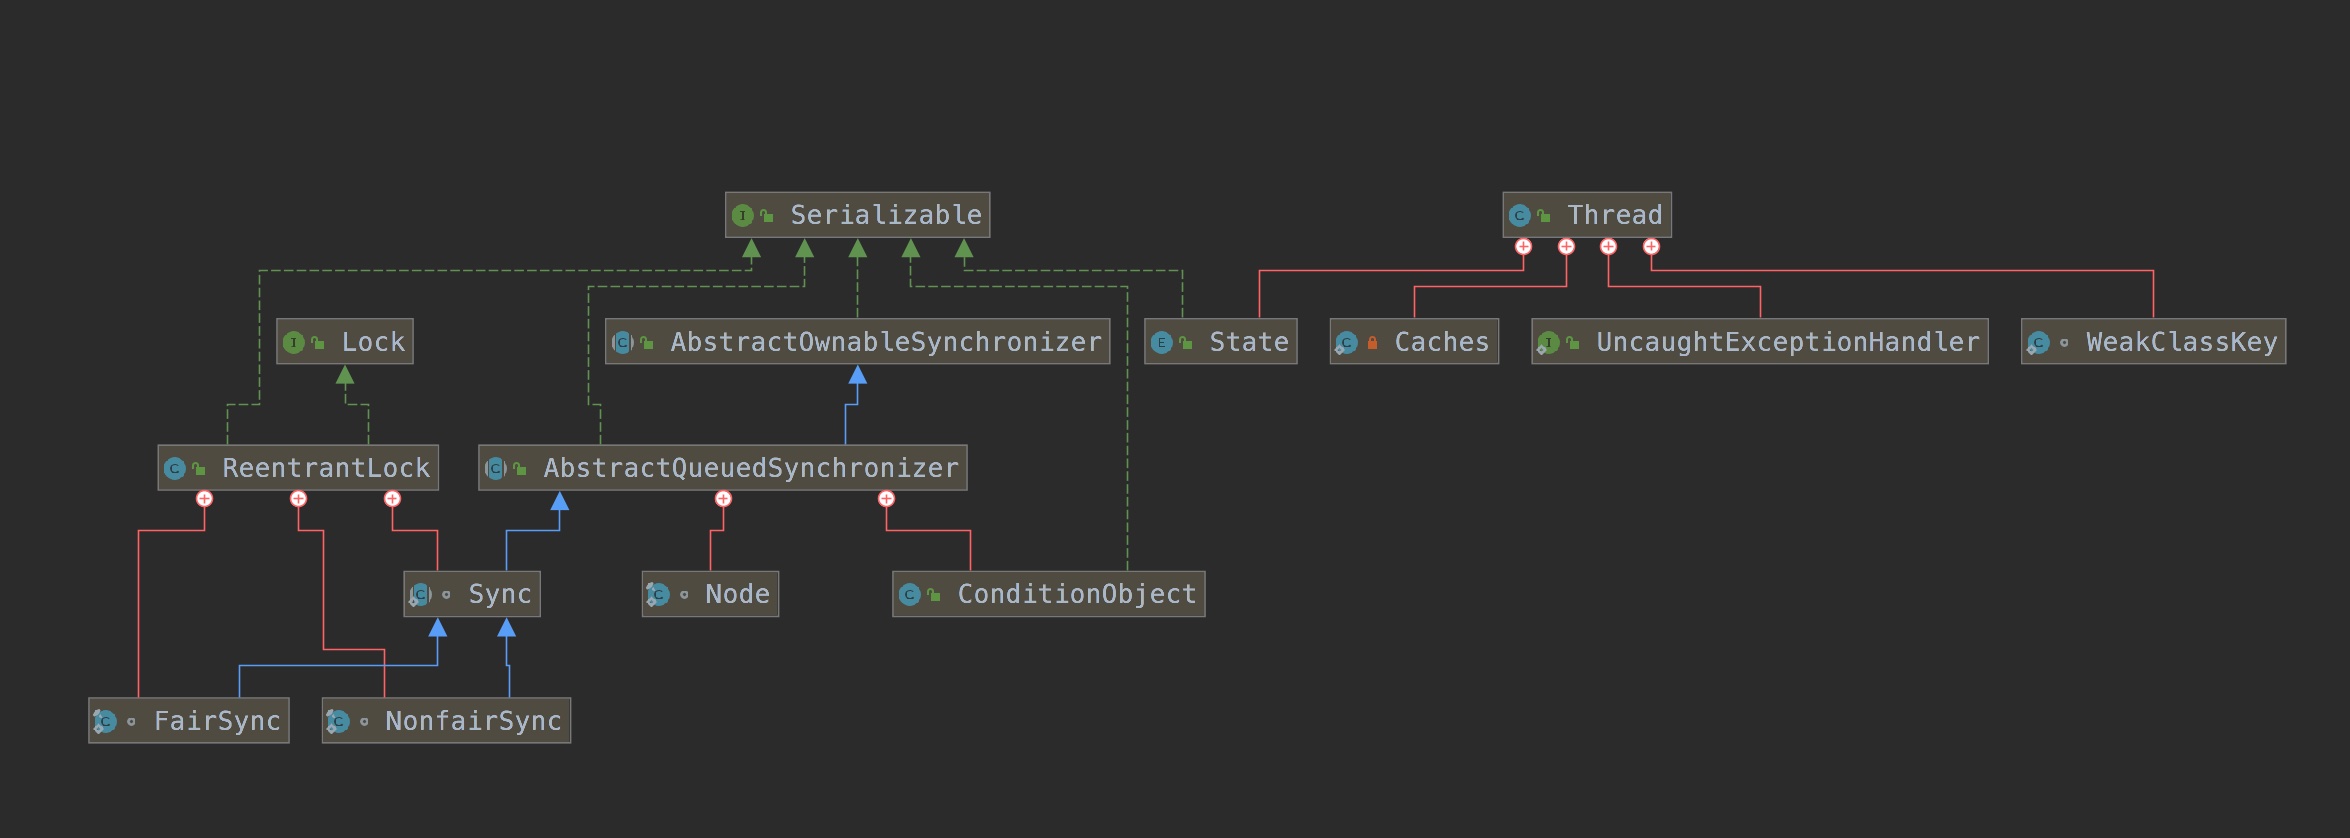 I Serializable
C Thread
I Lock
C AbstractOwnableSynchronizer
E State
C Caches
I UncaughtExceptionHandler
C WeakClassKey
C ReentrantLock
C AbstractQueuedSynchronizer
C Sync
C Node
C ConditionObject
C FairSync
C NonfairSync